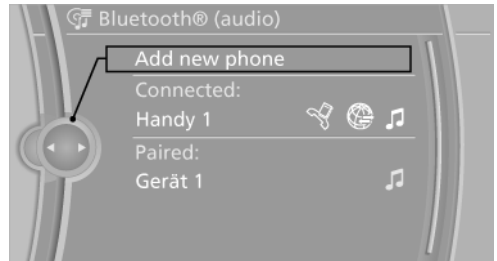 Bluetooth® (audio)
Add new phone
Connected:
Handy 1
Paired:
Gerät 1